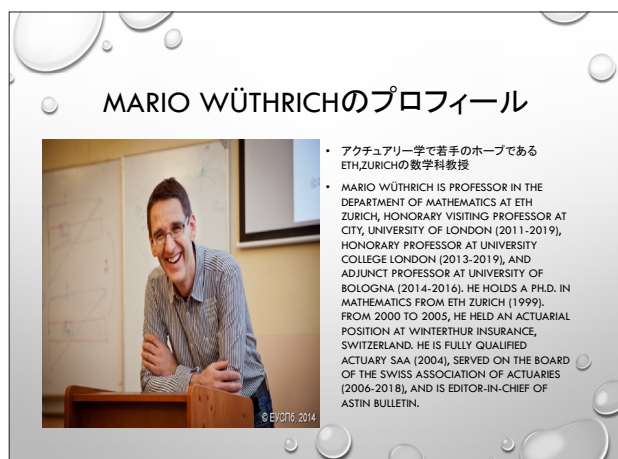 MARIO WÜTHRICHのプロフィール
• アクチュアリー学で若手のホープである
ETH,ZURICHの数学科教授
• MARIO WÜTHRICH IS PROFESSOR IN THE
DEPARTMENT OF MATHEMATICS AT ETH
ZURICH, HONORARY VISITING PROFESSOR AT
CITY, UNIVERSITY OF LONDON (2011-2019),
HONORARY PROFESSOR AT UNIVERSITY
COLLEGE LONDON (2013-2019), AND
ADJUNCT PROFESSOR AT UNIVERSITY OF
BOLOGNA (2014-2016). HE HOLDS A PH.D. IN
MATHEMATICS FROM ETH ZURICH (1999).
FROM 2000 TO 2005, HE HELD AN ACTUARIAL
POSITION AT WINTERTHUR INSURANCE,
SWITZERLAND. HE IS FULLY QUALIFIED
ACTUARY SAA (2004), SERVED ON THE BOARD
OF THE SWISS ASSOCIATION OF ACTUARIES
(2006-2018), AND IS EDITOR-IN-CHIEF OF
ASTIN BULLETIN.
© ЕУСПб, 2014